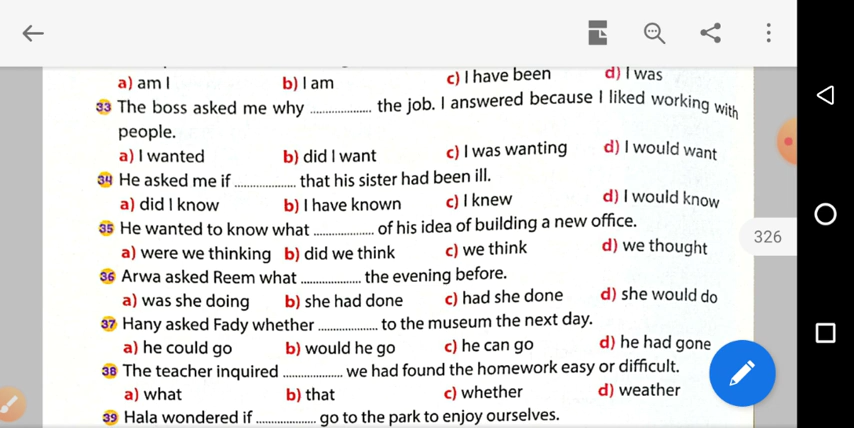 a) am I b) I am c) I have been d) I was
33 The boss asked me why .................. the job. I answered because I liked working with
people.
a) I wanted b) did I want c) I was wanting d) I would want
34 He asked me if .................. that his sister had been ill.
a) did I know b) I have known c) I knew d) I would know
35 He wanted to know what .................. of his idea of building a new office.
a) were we thinking b) did we think c) we think d) we thought
326
36 Arwa asked Reem what .................. the evening before.
a) was she doing b) she had done c) had she done d) she would do
37 Hany asked Fady whether .................. to the museum the next day.
a) he could go b) would he go c) he can go d) he had gone
38 The teacher inquired .................. we had found the homework easy or difficult.
a) what b) that c) whether d) weather
39 Hala wondered if .................. go to the park to enjoy ourselves.